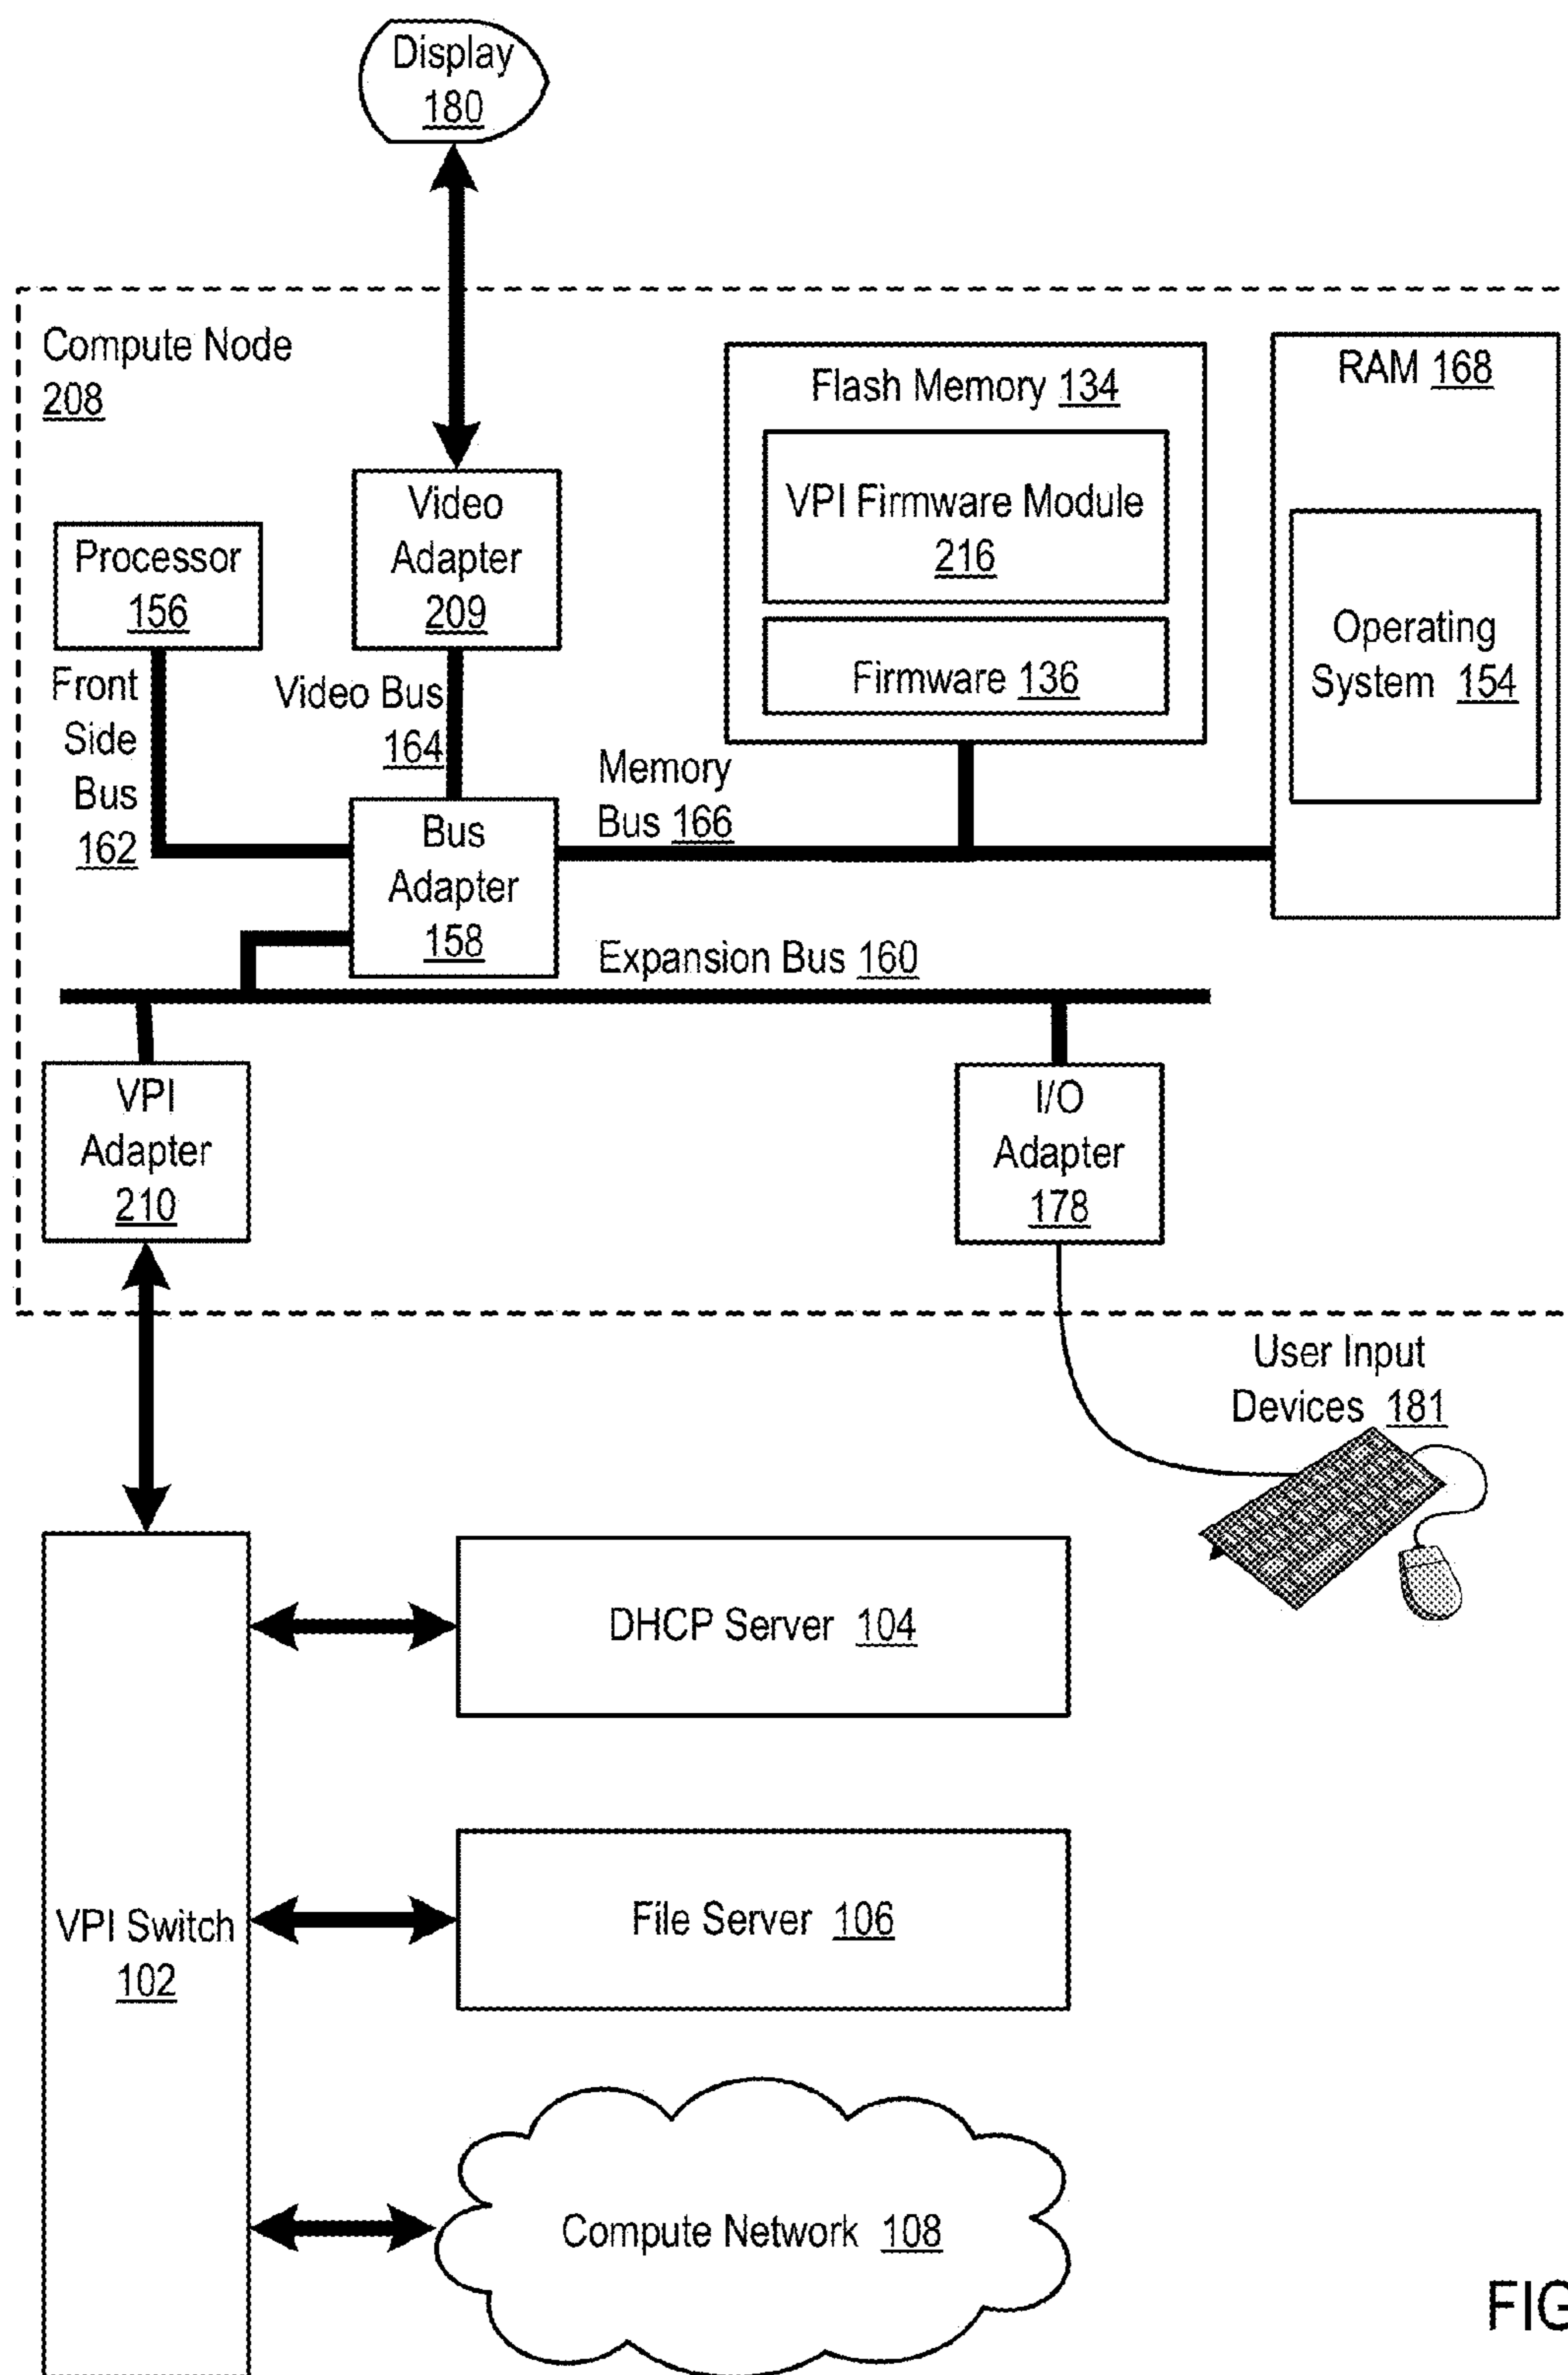 Display
180
Compute Node
208
Flash Memory 134
RAM 168
VPI Firmware Module
216
Firmware 136
Operating
System 154
Video
Adapter
209
Processor
156
Front
Side
Bus
162
Video Bus
164
Memory
Bus 166
Bus
Adapter
158
Expansion Bus 160
VPI
Adapter
210
I/O
Adapter
178
User Input
Devices 181
DHCP Server 104
File Server 106
VPI Switch
102
Compute Network 108
FIG